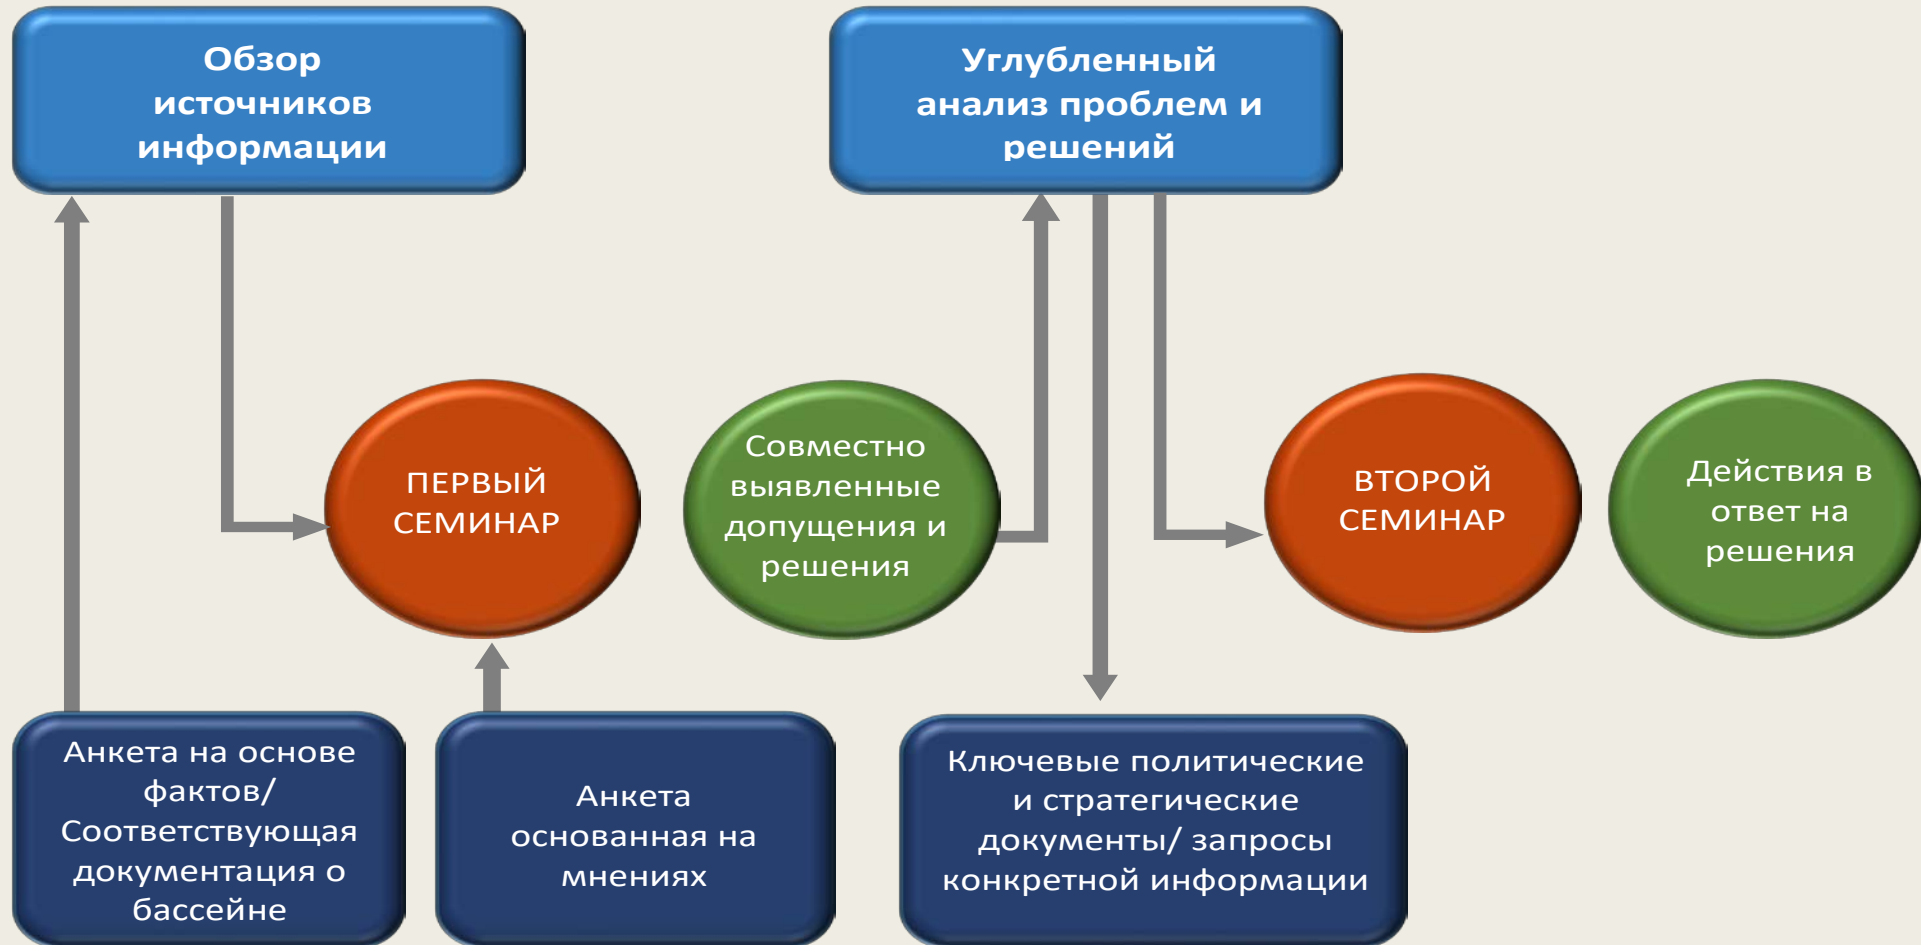 Обзор
источников
информации
Углубленный
анализ проблем и
решений
ПЕРВЫЙ
СЕМИНАР
Совместно
выявленные
допущения и
решения
ВТОРОЙ
СЕМИНАР
Действия в
ответ на
решения
Анкета на основе
фактов/
Соответствующая
документация о
бассейне
Анкета
основанная на
мнениях
Ключевые политические
и стратегические
документы/ запросы
конкретной информации